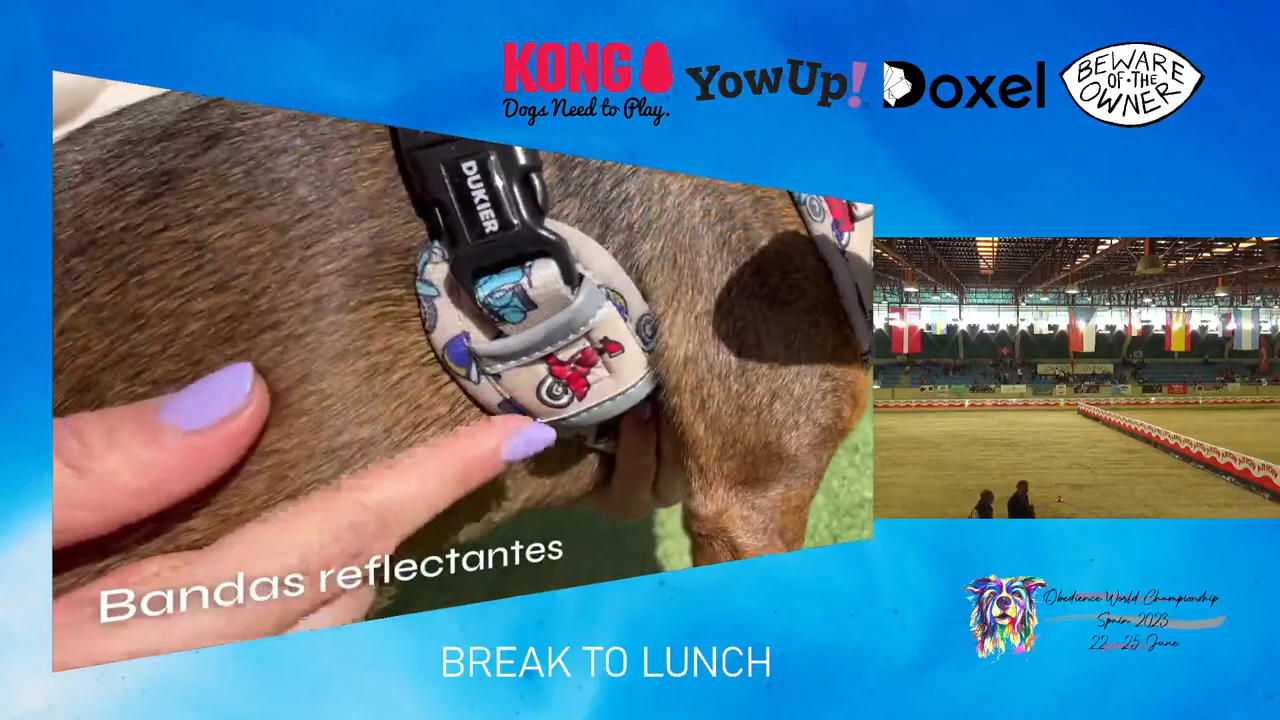 KONG
Dogs Need to Play.
YowUp!
Doxel
BEWARE
OF·THE
OWNER
DUKIER
Bandas reflectantes
BREAK TO LUNCH
Obedience World Championship
Spain 2023
22 - 25 June